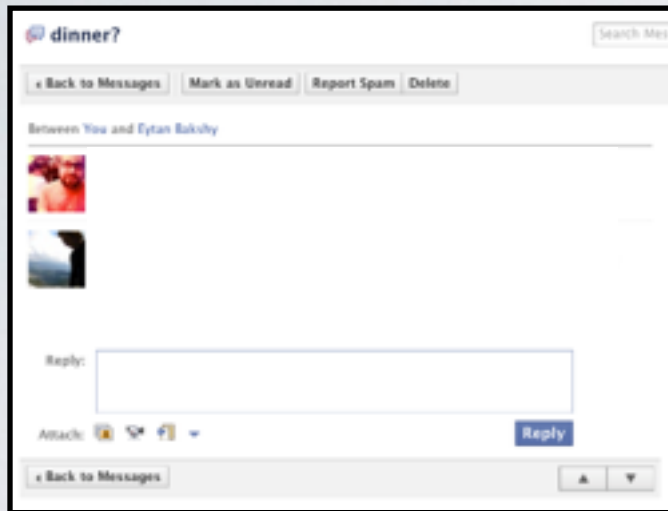 dinner?
Search Mes
‹ Back to Messages Mark as Unread Report Spam Delete
Between You and Eytan Bakshy
Reply:
Attach: Reply
‹ Back to Messages